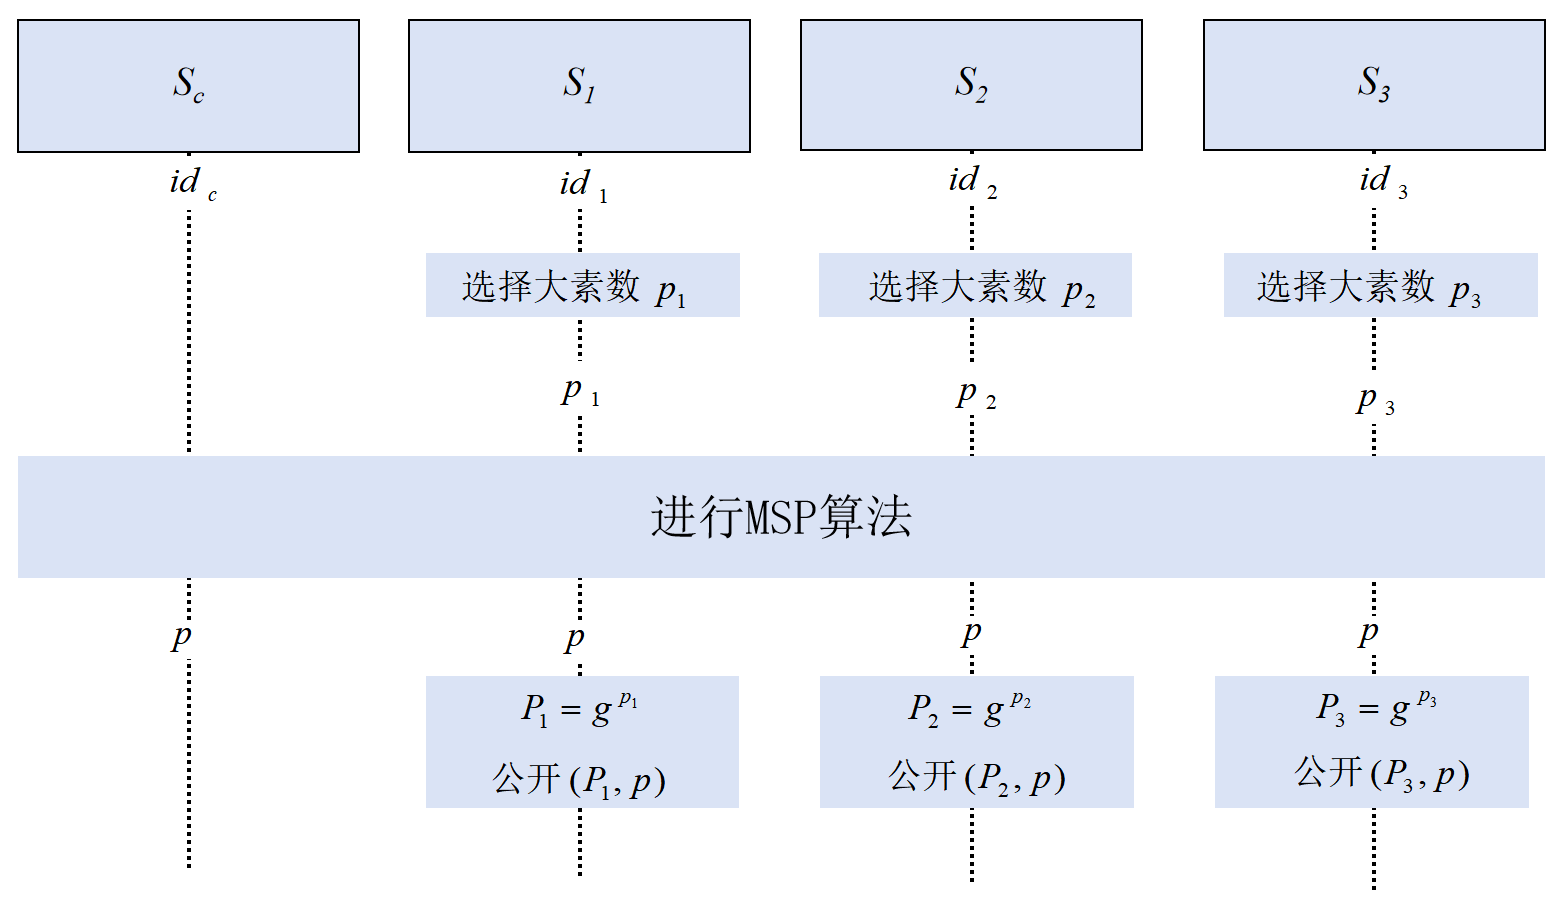 S_c S_1 S_2 S_3
id_c id_1 id_2 id_3
选择大素数 p_1 选择大素数 p_2 选择大素数 p_3
p_1 p_2 p_3
进行MSP算法
p p p p
P_1 = g^{p_1} P_2 = g^{p_2} P_3 = g^{p_3}
公开(P_1, p) 公开(P_2, p) 公开(P_3, p)